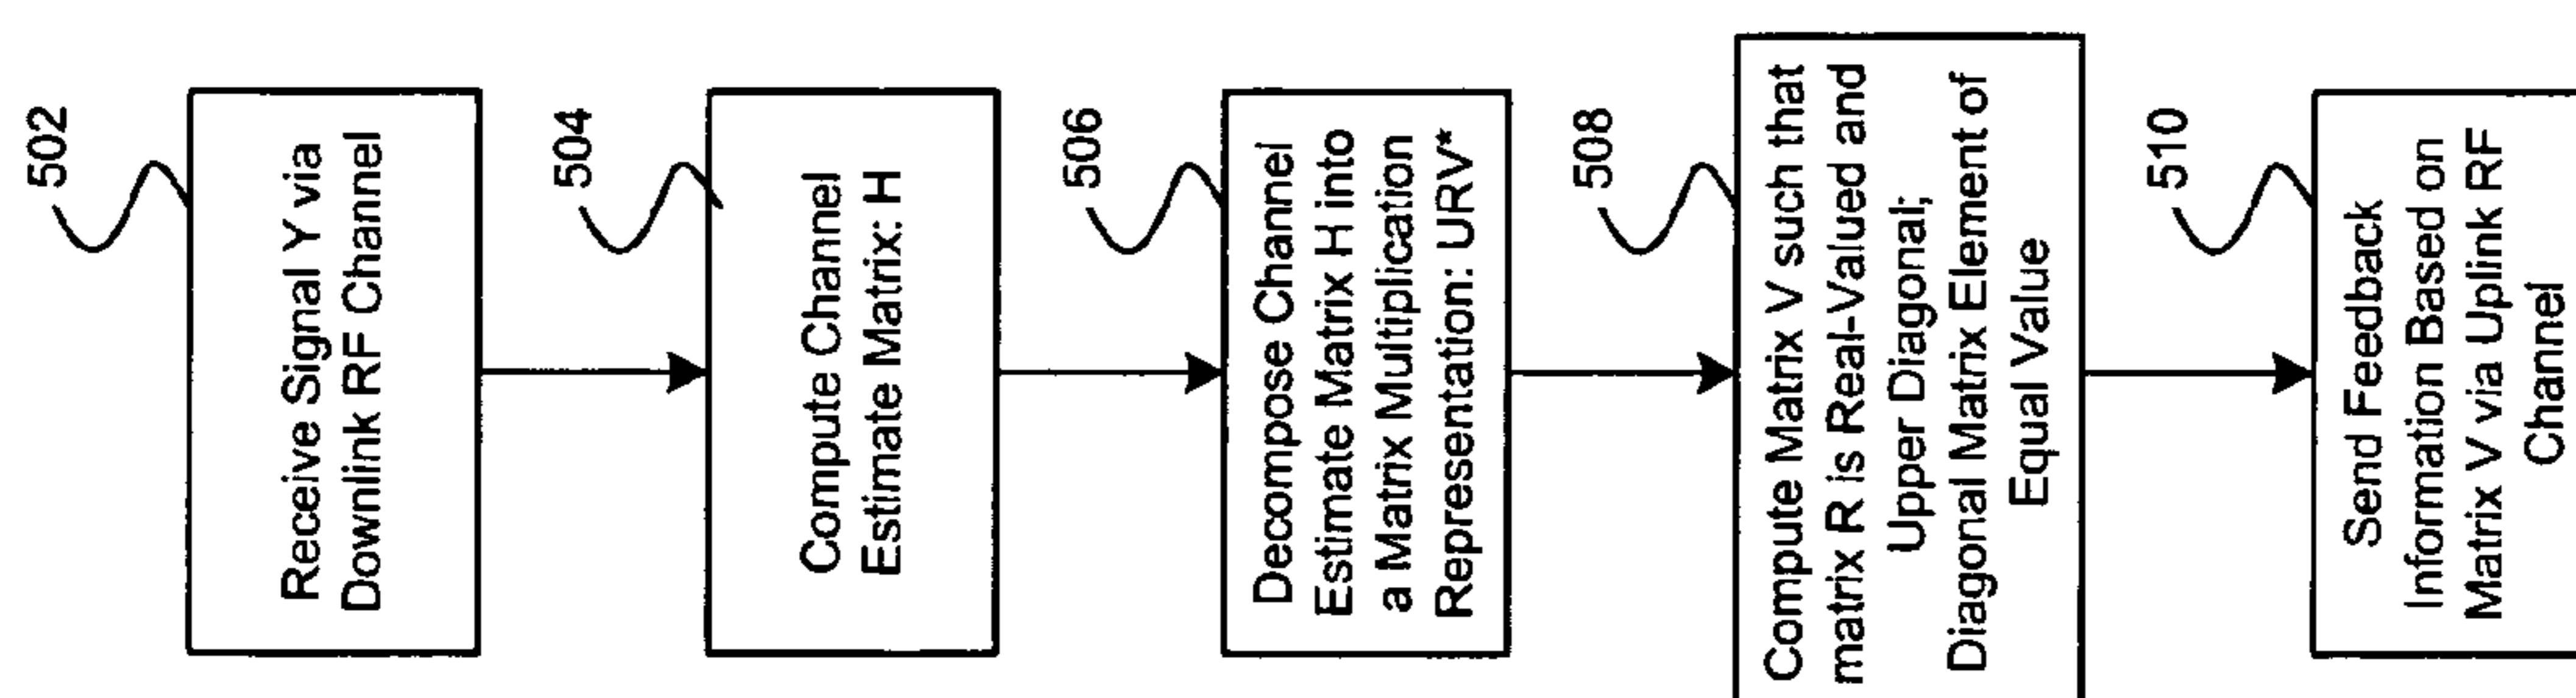 502
Receive Signal Y via
Downlink RF Channel
504
Compute Channel
Estimate Matrix: H
506
Decompose Channel
Estimate Matrix H into
a Matrix Multiplication
Representation: URV*
508
Compute Matrix V such that
matrix R is Real-Valued and
Upper Diagonal;
Diagonal Matrix Element of
Equal Value
510
Send Feedback
Information Based on
Matrix V via Uplink RF
Channel